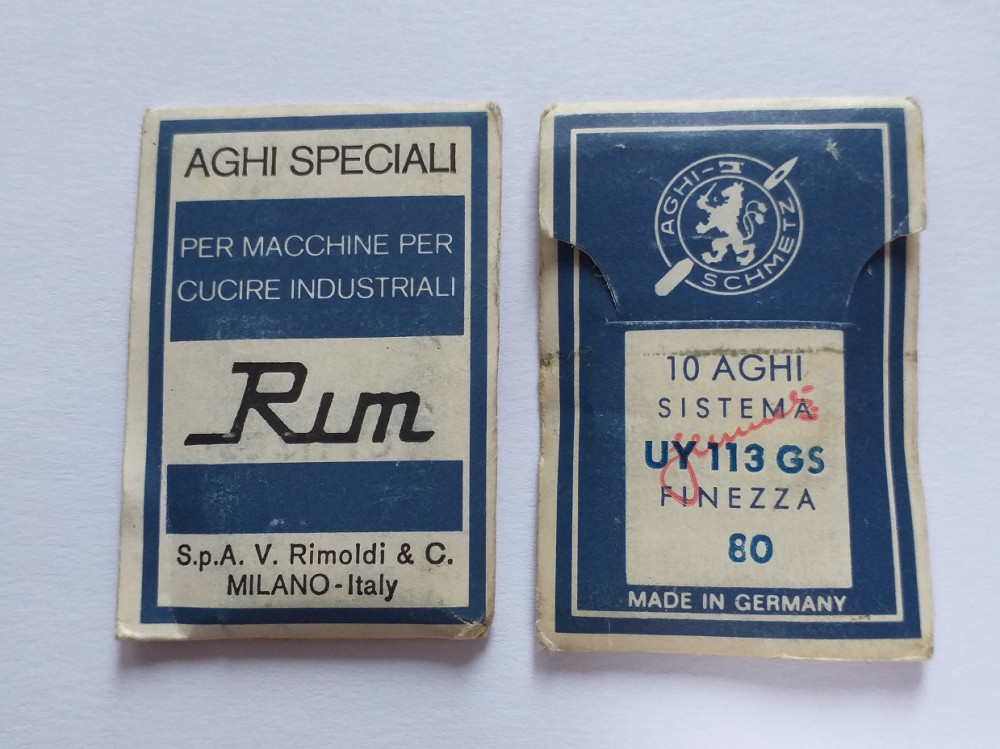 AGHI SPECIALI
PER MACCHINE PER
CUCIRE INDUSTRIALI
Rim
S.p.A. V. Rimoldi & C.
MILANO - Italy
AGHI-
SCHMETZ
10 AGHI
SISTEMA
UY 113 GS
FINEZZA
80
MADE IN GERMANY